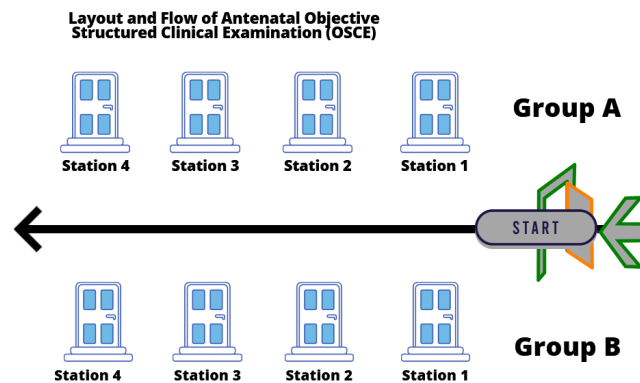 Layout and Flow of Antenatal Objective
Structured Clinical Examination (OSCE)
Group A
Station 4
Station 3
Station 2
Station 1
START
Group B
Station 4
Station 3
Station 2
Station 1